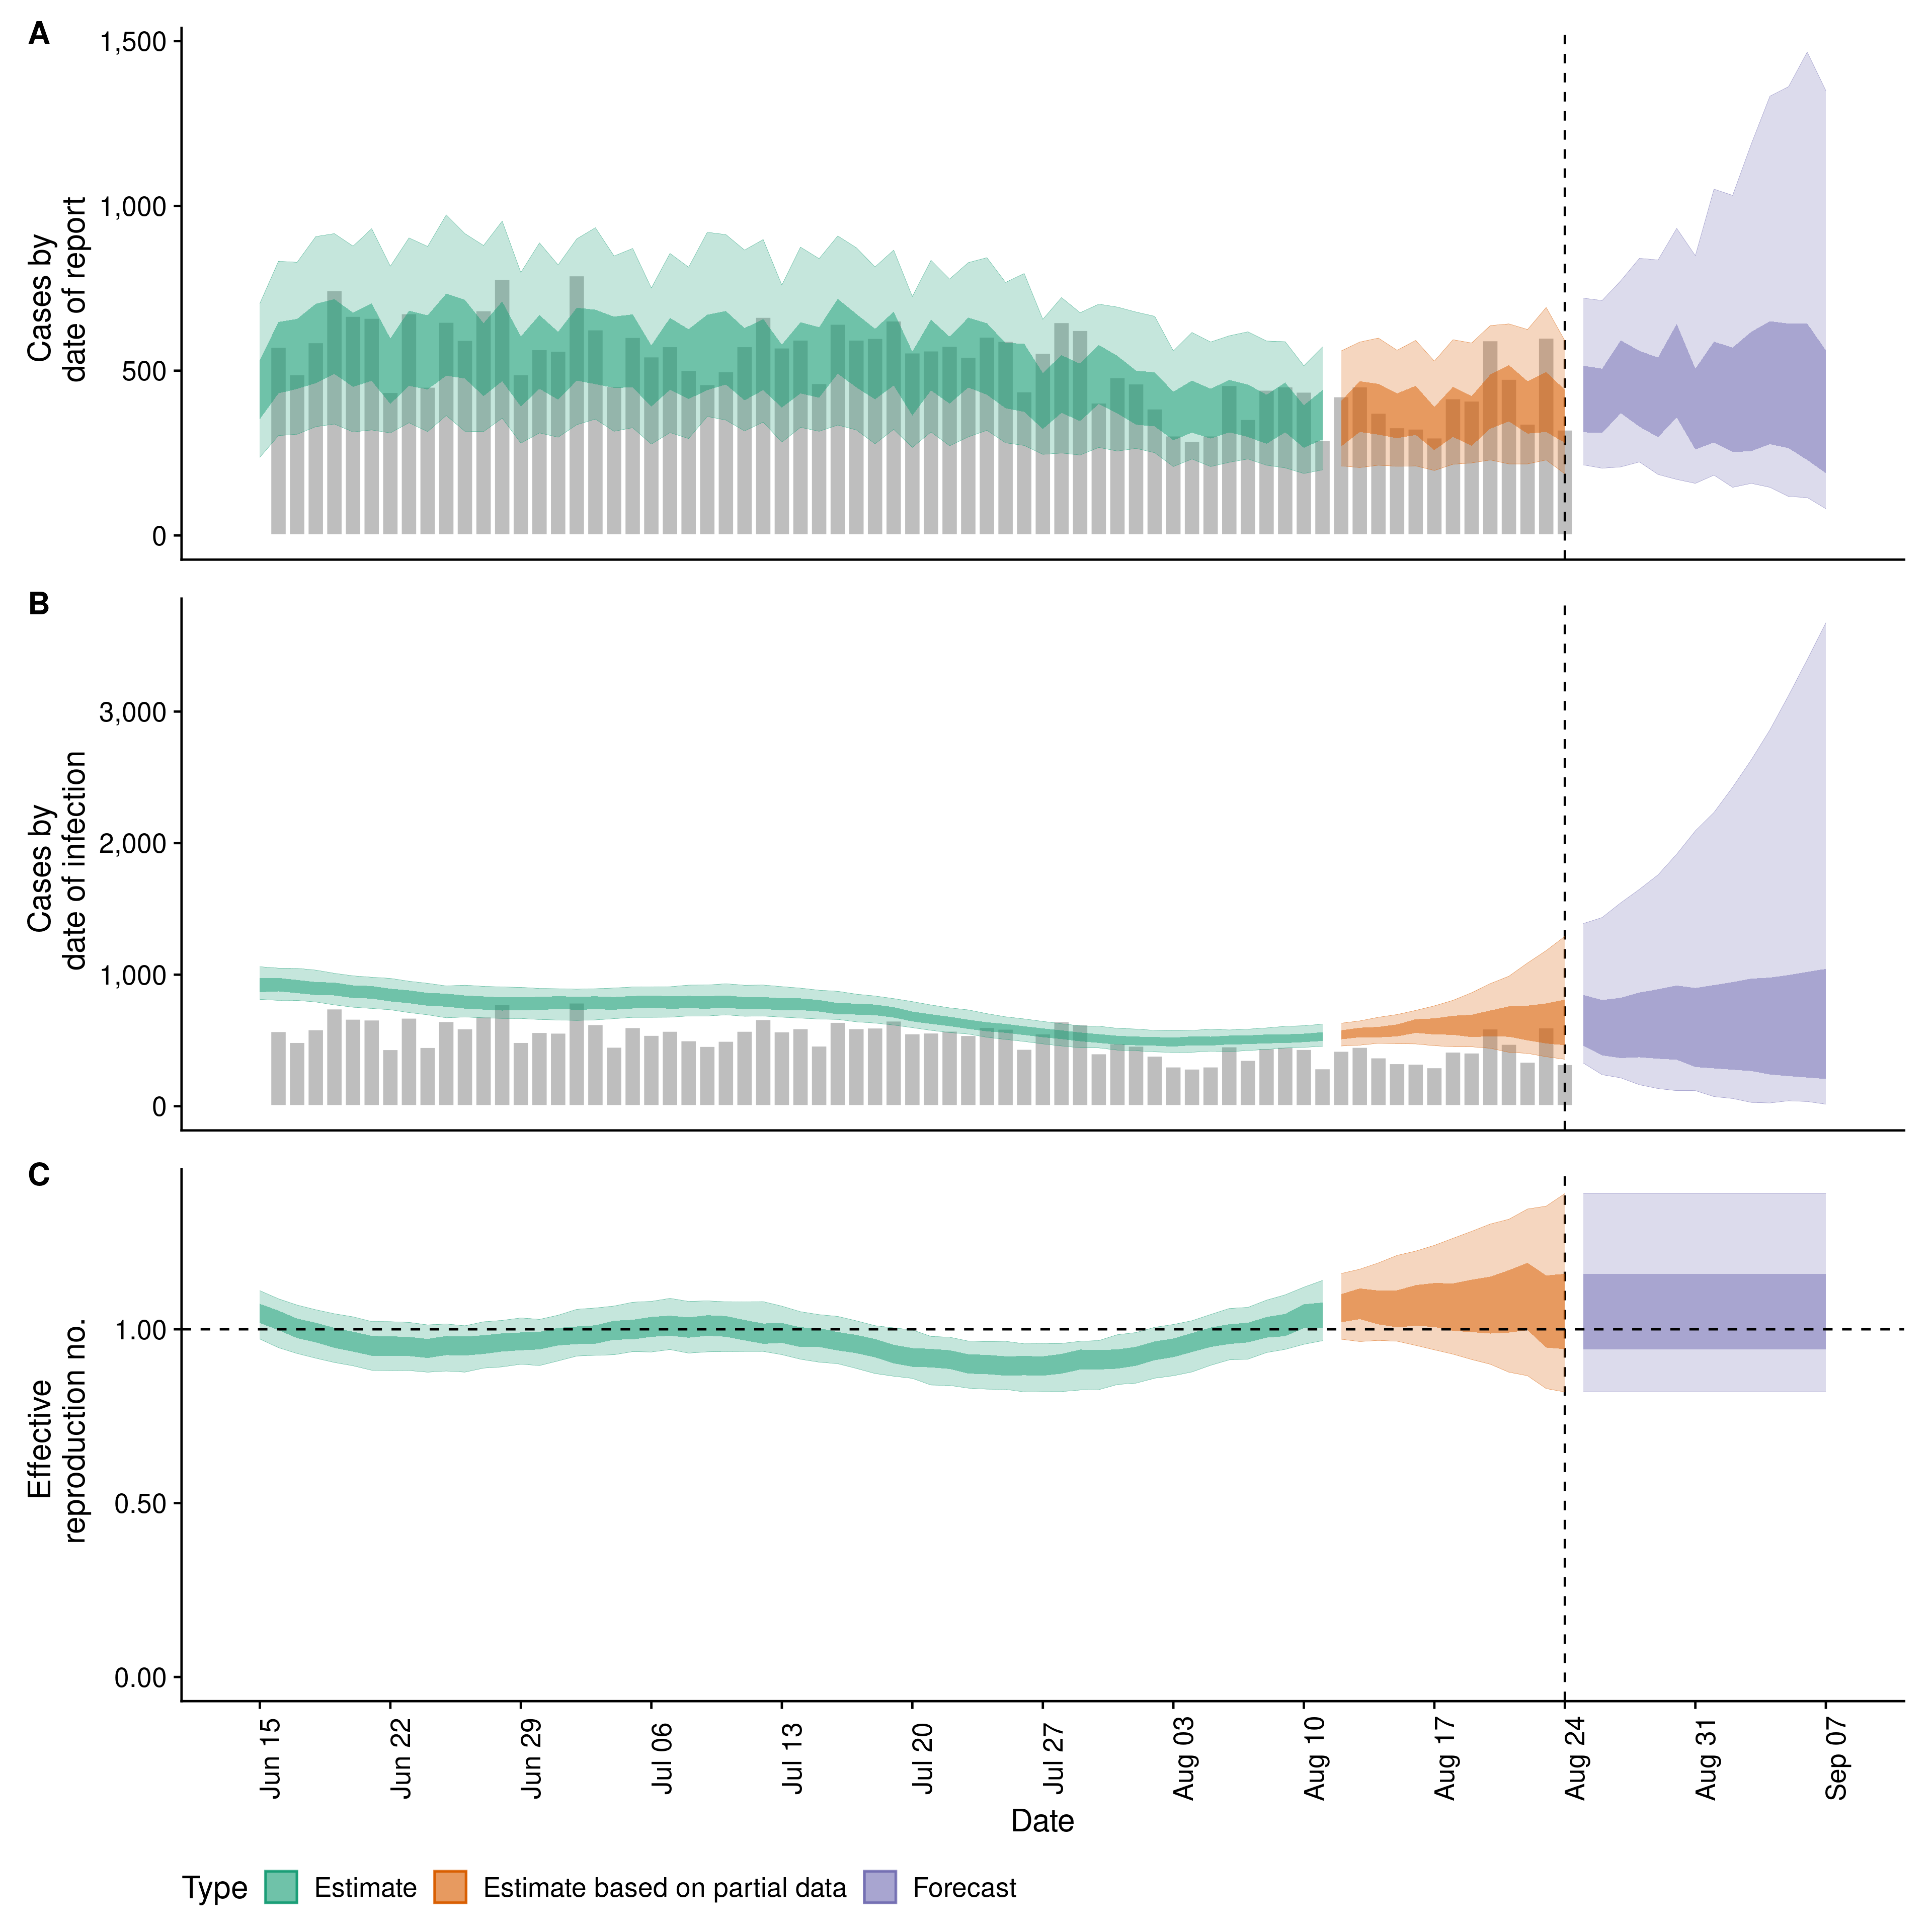 A
1,500
1,000
500
0
Cases by
date of report
B
3,000
2,000
1,000
0
Cases by
date of infection
C
1.00
0.50
0.00
Effective
reproduction no.
Jun 15
Jun 22
Jun 29
Jul 06
Jul 13
Jul 20
Jul 27
Aug 03
Aug 10
Aug 17
Aug 24
Aug 31
Sep 07
Date
Type Estimate Estimate based on partial data Forecast